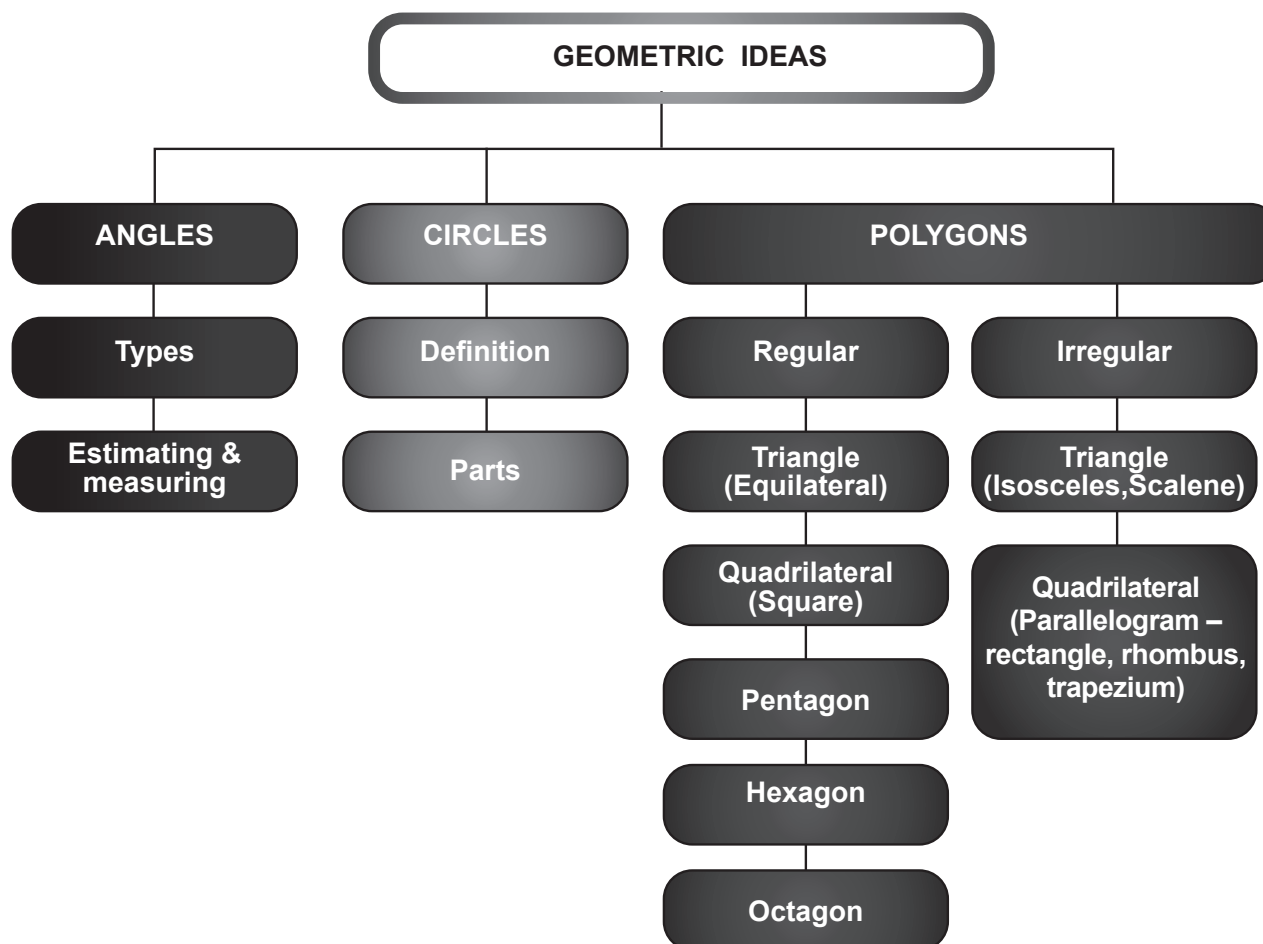 GEOMETRIC IDEAS
ANGLES
Types
Estimating &
measuring
CIRCLES
Definition
Parts
POLYGONS
Regular
Triangle
(Equilateral)
Quadrilateral
(Square)
Pentagon
Hexagon
Octagon
Irregular
Triangle
(Isosceles,Scalene)
Quadrilateral
(Parallelogram –
rectangle, rhombus,
trapezium)